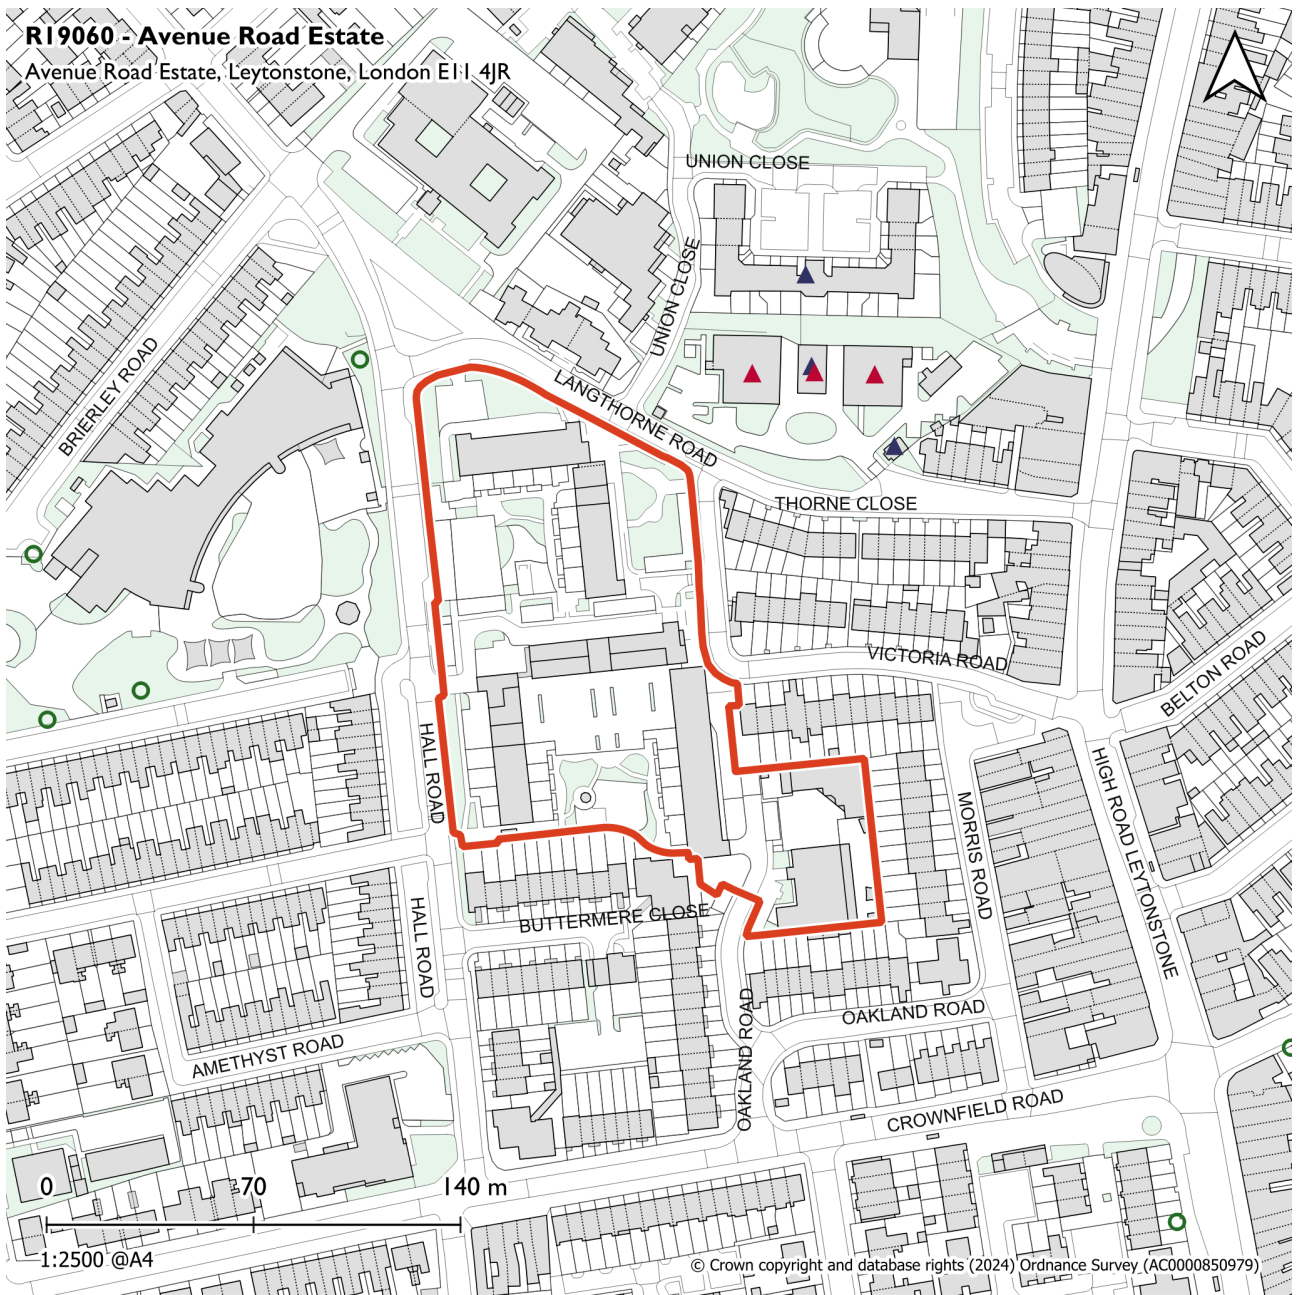 R19060 - Avenue Road Estate
Avenue Road Estate, Leytonstone, London E11 4JR
UNION CLOSE
UNION CLOSE
BRIERLEY ROAD
LANGTHORNE ROAD
THORNE CLOSE
VICTORIA ROAD
BELTON ROAD
HALL ROAD
HIGH ROAD LEYTONSTONE
MORRIS ROAD
HALL ROAD
BUTTERMERE CLOSE
OAKLAND ROAD
OAKLAND ROAD
AMETHYST ROAD
CROWNFIELD ROAD
0 70 140 m
1:2500 @A4
© Crown copyright and database rights (2024) Ordnance Survey (AC0000850979)